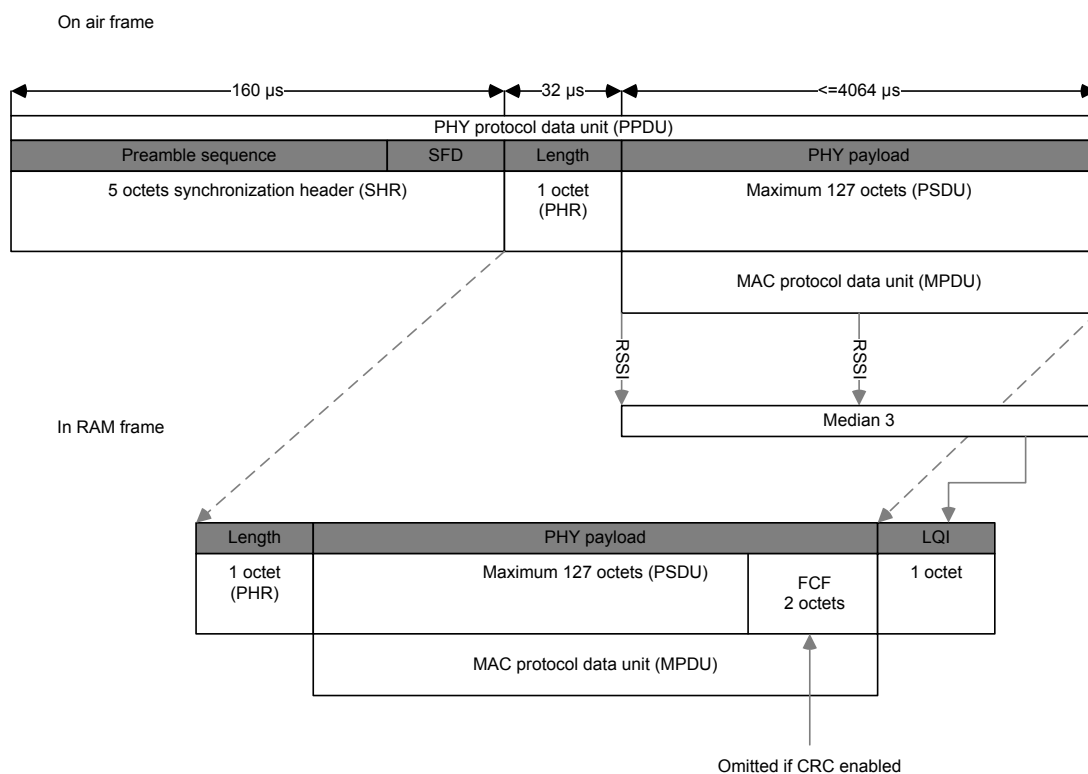 On air frame
160 µs
32 µs
<=4064 µs
PHY protocol data unit (PPDU)
Preamble sequence
SFD
Length
PHY payload
5 octets synchronization header (SHR)
1 octet
(PHR)
Maximum 127 octets (PSDU)
MAC protocol data unit (MPDU)
RSSI
RSSI
Median 3
In RAM frame
Length
PHY payload
LQI
1 octet
(PHR)
Maximum 127 octets (PSDU)
FCF
2 octets
1 octet
MAC protocol data unit (MPDU)
Omitted if CRC enabled